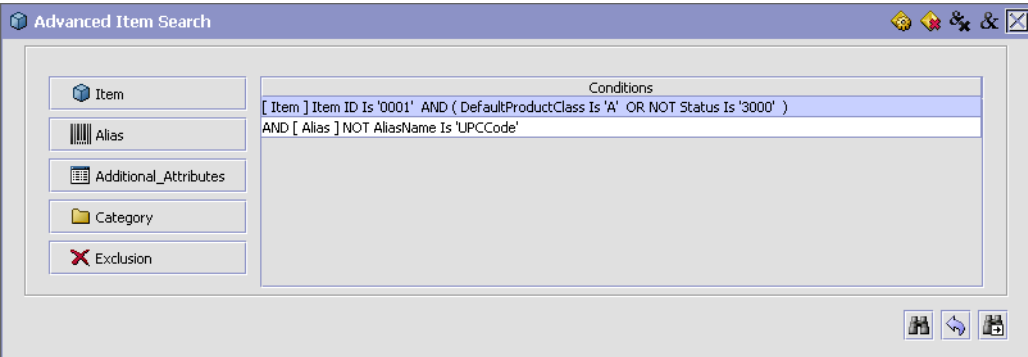 Advanced Item Search
Item
Alias
Additional_Attributes
Category
Exclusion
Conditions
[ Item ] Item ID Is '0001' AND ( DefaultProductClass Is 'A' OR NOT Status Is '3000' )
AND [ Alias ] NOT AliasName Is 'UPCCode'